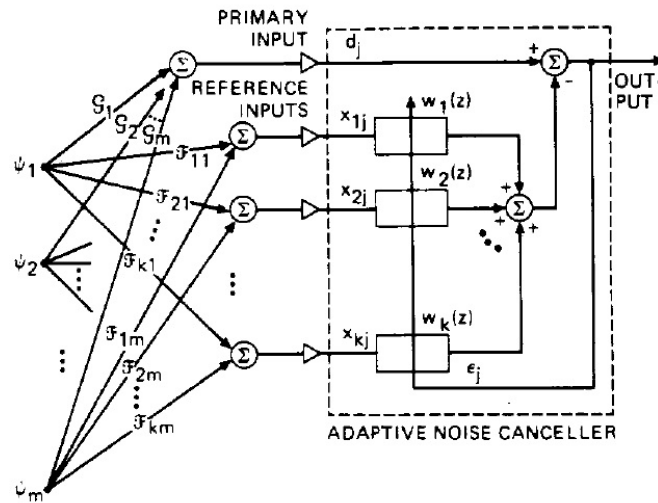 PRIMARY
INPUT
d_j
Σ
+
Σ
-
OUT-
PUT
REFERENCE
INPUTS
𝒢_1
𝒢_2
𝒢_m
Σ
x_1j
w_1(z)
ψ_1
ℱ_11
ℱ_21
Σ
x_2j
w_2(z)
+
+
Σ
+
ψ_2
ℱ_k1
ℱ_1m
ℱ_2m
Σ
x_kj
w_k(z)
ϵ_j
ℱ_km
ADAPTIVE NOISE CANCELLER
ψ_m